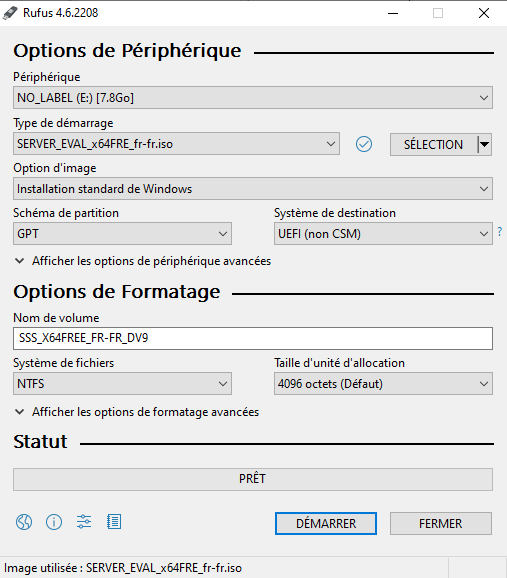 Rufus 4.6.2208
Options de Périphérique
Périphérique
NO_LABEL (E:) [7.8Go]
Type de démarrage
SERVER_EVAL_x64FRE_fr-fr.iso
SÉLECTION
Option d'image
Installation standard de Windows
Schéma de partition Système de destination
GPT UEFI (non CSM) ?
Afficher les options de périphérique avancées
Options de Formatage
Nom de volume
SSS_X64FREE_FR-FR_DV9
Système de fichiers Taille d'unité d'allocation
NTFS 4096 octets (Défaut)
Afficher les options de formatage avancées
Statut
PRÊT
DÉMARRER FERMER
Image utilisée : SERVER_EVAL_x64FRE_fr-fr.iso